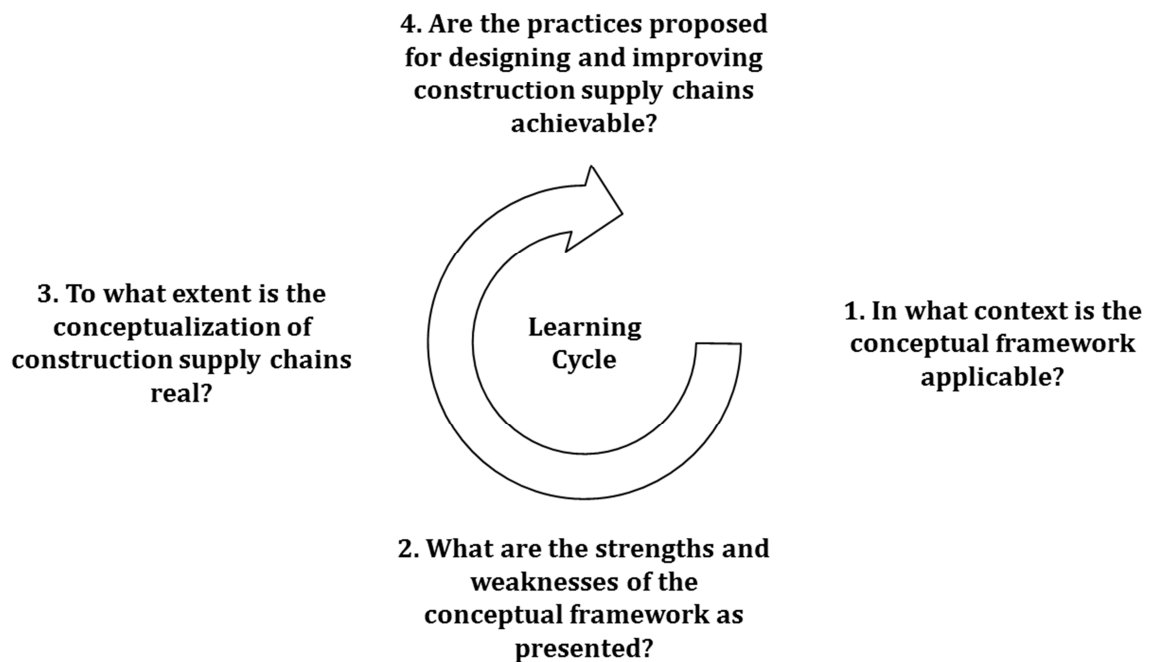 4. Are the practices proposed
for designing and improving
construction supply chains
achievable?
3. To what extent is the
conceptualization of
construction supply chains
real?
Learning
Cycle
1. In what context is the
conceptual framework
applicable?
2. What are the strengths and
weaknesses of the
conceptual framework as
presented?